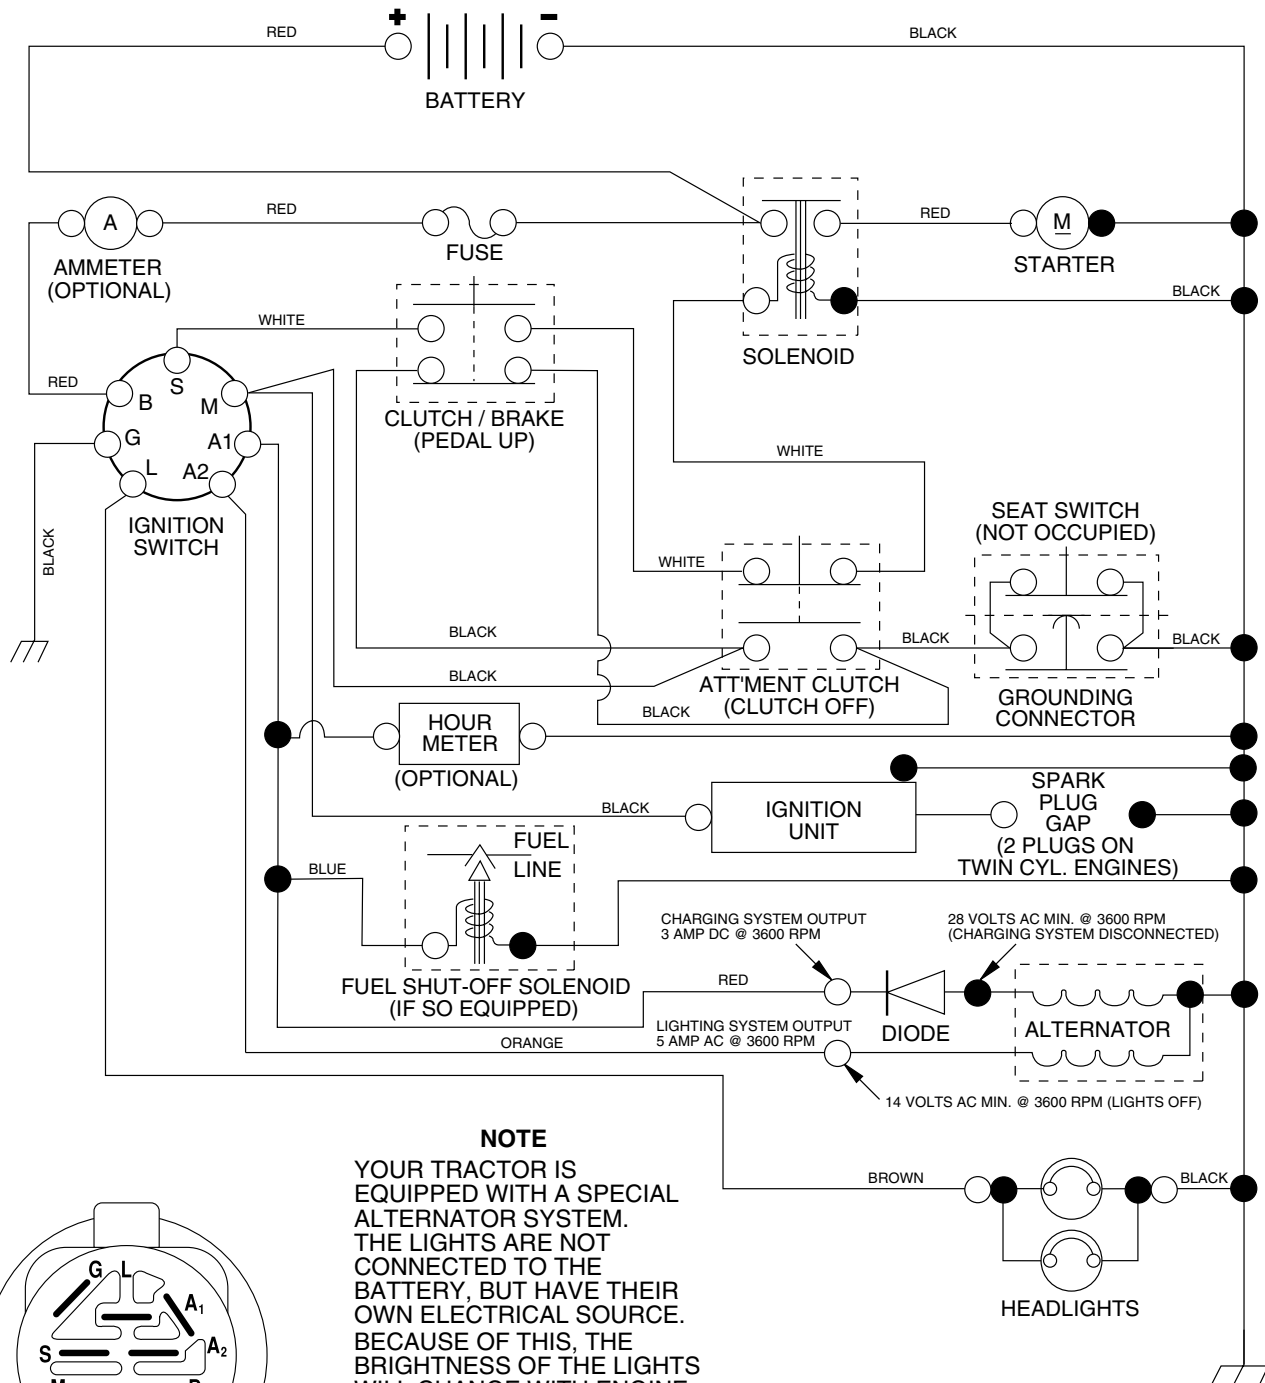 + -
RED
BLACK
BATTERY
A
RED
FUSE
RED
M
STARTER
AMMETER
(OPTIONAL)
BLACK
SOLENOID
WHITE
CLUTCH / BRAKE
(PEDAL UP)
RED
S
B
M
G
A1
L
A2
IGNITION
SWITCH
BLACK
WHITE
SEAT SWITCH
(NOT OCCUPIED)
WHITE
BLACK
BLACK
BLACK
BLACK
ATT'MENT CLUTCH
(CLUTCH OFF)
BLACK
GROUNDING
CONNECTOR
HOUR
METER
(OPTIONAL)
BLACK
IGNITION
UNIT
SPARK
PLUG
GAP
(2 PLUGS ON
TWIN CYL. ENGINES)
FUEL
LINE
BLUE
FUEL SHUT-OFF SOLENOID
(IF SO EQUIPPED)
CHARGING SYSTEM OUTPUT
3 AMP DC @ 3600 RPM
28 VOLTS AC MIN. @ 3600 RPM
(CHARGING SYSTEM DISCONNECTED)
RED
DIODE
ALTERNATOR
LIGHTING SYSTEM OUTPUT
5 AMP AC @ 3600 RPM
ORANGE
14 VOLTS AC MIN. @ 3600 RPM (LIGHTS OFF)
BROWN
BLACK
HEADLIGHTS
NOTE
YOUR TRACTOR IS
EQUIPPED WITH A SPECIAL
ALTERNATOR SYSTEM.
THE LIGHTS ARE NOT
CONNECTED TO THE
BATTERY, BUT HAVE THEIR
OWN ELECTRICAL SOURCE.
BECAUSE OF THIS, THE
BRIGHTNESS OF THE LIGHTS
WILL CHANGE WITH ENGINE
G L
A1
A2
S
M
B